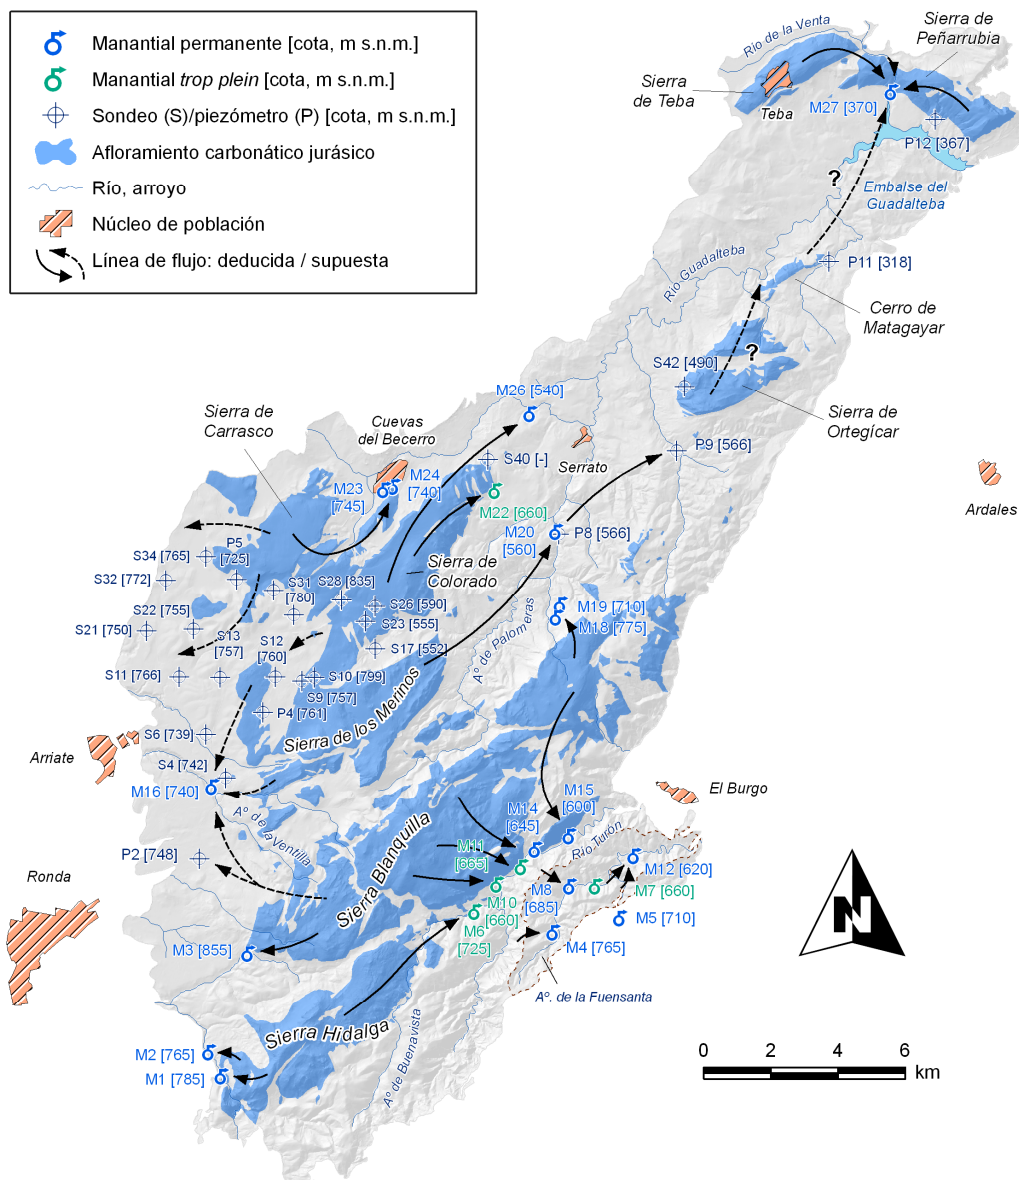 Manantial permanente [cota, m s.n.m.]
Manantial trop plein [cota, m s.n.m.]
Sondeo (S)/piezómetro (P) [cota, m s.n.m.]
Afloramiento carbonático jurásico
Río, arroyo
Núcleo de población
Línea de flujo: deducida / supuesta
Río de la Venta
Sierra de
Peñarrubia
Sierra
de Teba
Teba
M27 [370]
P12 [367]
?
Embalse del
Guadalteba
Río Guadalteba
P11 [318]
Cerro de
Matagayar
?
S42 [490]
Sierra de
Ortegícar
M26 [540]
Sierra de
Carrasco
Cuevas
del Becerro
Serrato
P9 [566]
S40 [-]
M23
[745]
M24
[740]
M22 [660]
Ardales
M20
[560]
P8 [566]
S34 [765]
P5
[725]
Sierra de
Colorado
S32 [772]
S31
[780]
S28 [835]
S26 [590]
S23 [555]
S22 [755]
S21 [750]
S13
[757]
S12
[760]
S17 [552]
Aº de Palomeras
M19 [710]
M18 [775]
S11 [766]
S10 [799]
S9 [757]
P4 [761]
Sierra de los Merinos
S6 [739]
Arriate
S4 [742]
M16 [740]
Aº de la Ventilla
El Burgo
M15
[600]
M14
[645]
Río Turón
Sierra Blanquilla
M11
[665]
P2 [748]
M12 [620]
Ronda
M10
[660]
M8
[685]
M7 [660]
M6
[725]
M5 [710]
M3 [855]
M4 [765]
Aº. de la Fuensanta
Sierra Hidalga
Aº de Buenavista
M2 [765]
M1 [785]
N
0 2 4 6
km